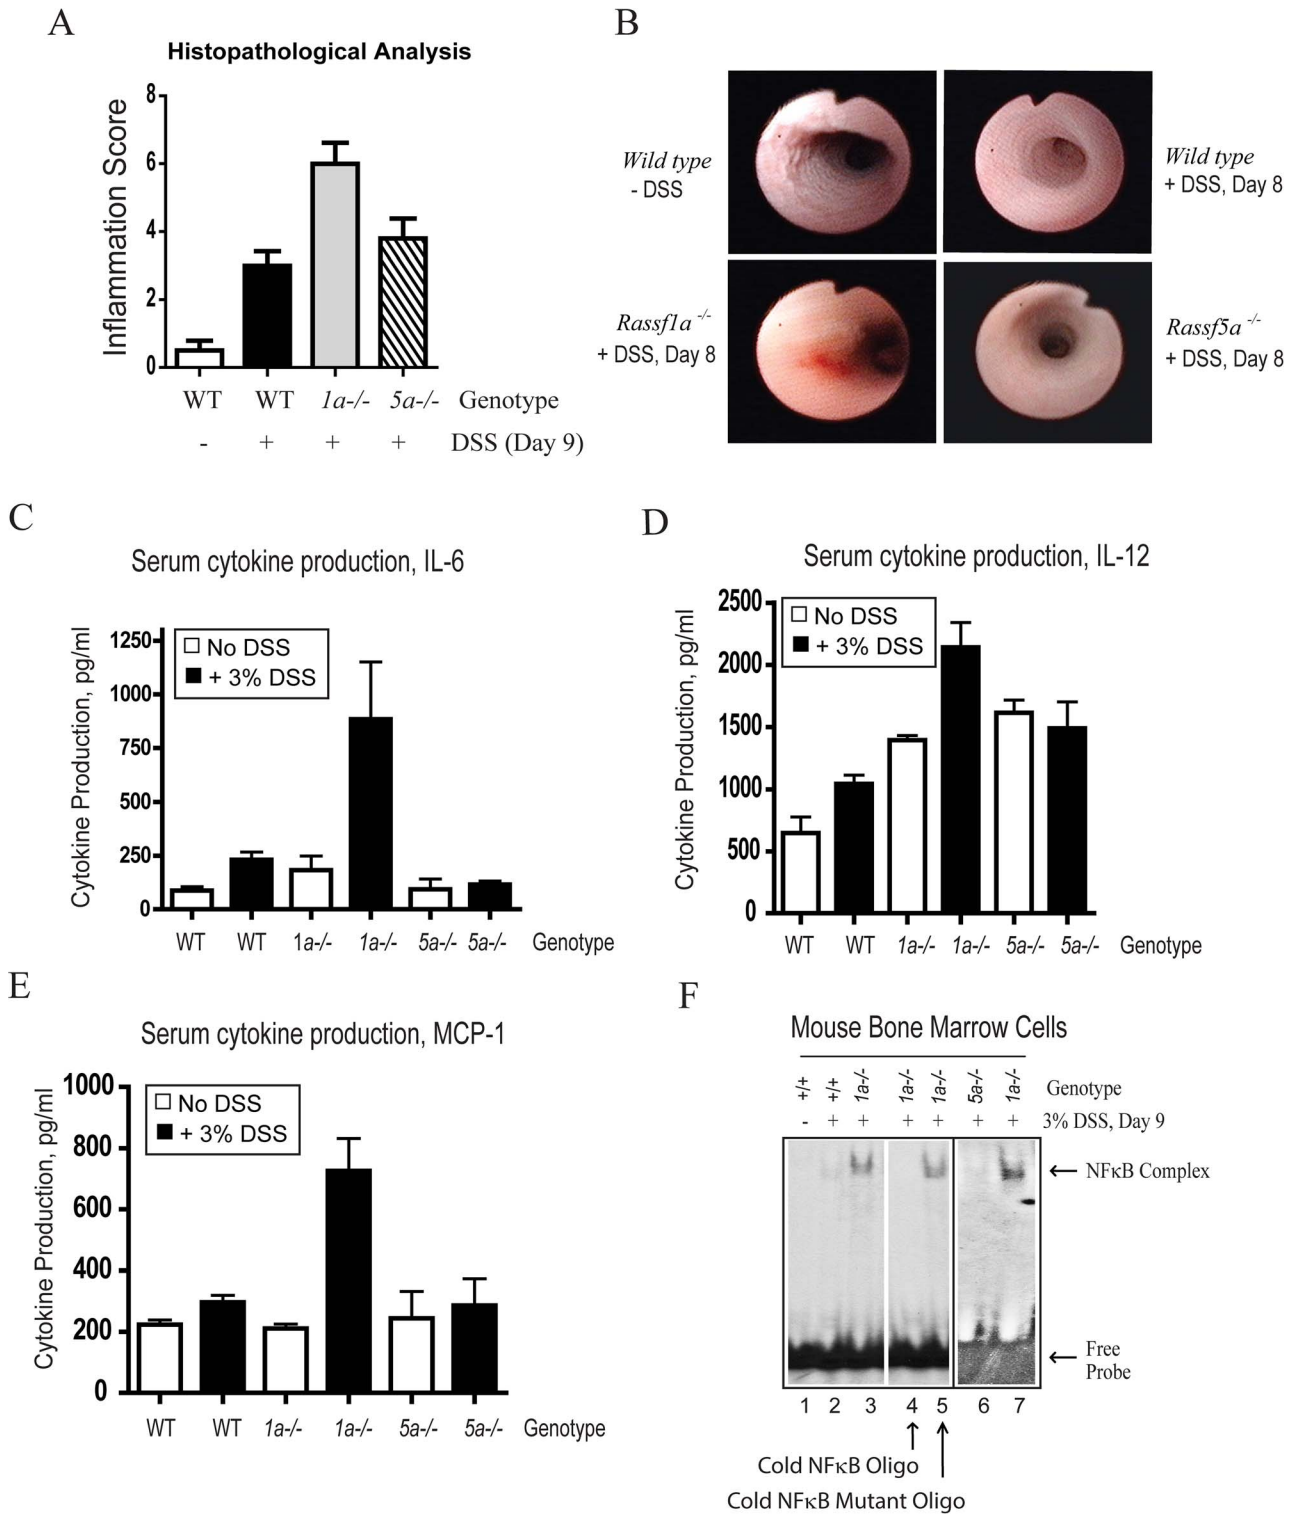 A
Histopathological Analysis
Inflammation Score
8
6
4
2
0
WT WT 1a-/- 5a-/- Genotype
- + + + DSS (Day 9)
B
Wild type
- DSS
Wild type
+ DSS, Day 8
Rassf1a -/-
+ DSS, Day 8
Rassf5a -/-
+ DSS, Day 8
C
Serum cytokine production, IL-6
Cytokine Production, pg/ml
1250
1000
750
500
250
0
No DSS
+ 3% DSS
WT WT 1a-/- 1a-/- 5a-/- 5a-/- Genotype
D
Serum cytokine production, IL-12
Cytokine Production, pg/ml
2500
2000
1500
1000
500
0
No DSS
+ 3% DSS
WT WT 1a-/- 1a-/- 5a-/- 5a-/- Genotype
E
Serum cytokine production, MCP-1
Cytokine Production, pg/ml
1000
800
600
400
200
0
No DSS
+ 3% DSS
WT WT 1a-/- 1a-/- 5a-/- 5a-/- Genotype
F
Mouse Bone Marrow Cells
+/+ +/+ 1a-/- 1a-/- 1a-/- 5a-/- 1a-/- Genotype
- + + + + + + 3% DSS, Day 9
NFκB Complex
Free
Probe
1 2 3 4 5 6 7
Cold NFκB Oligo
Cold NFκB Mutant Oligo